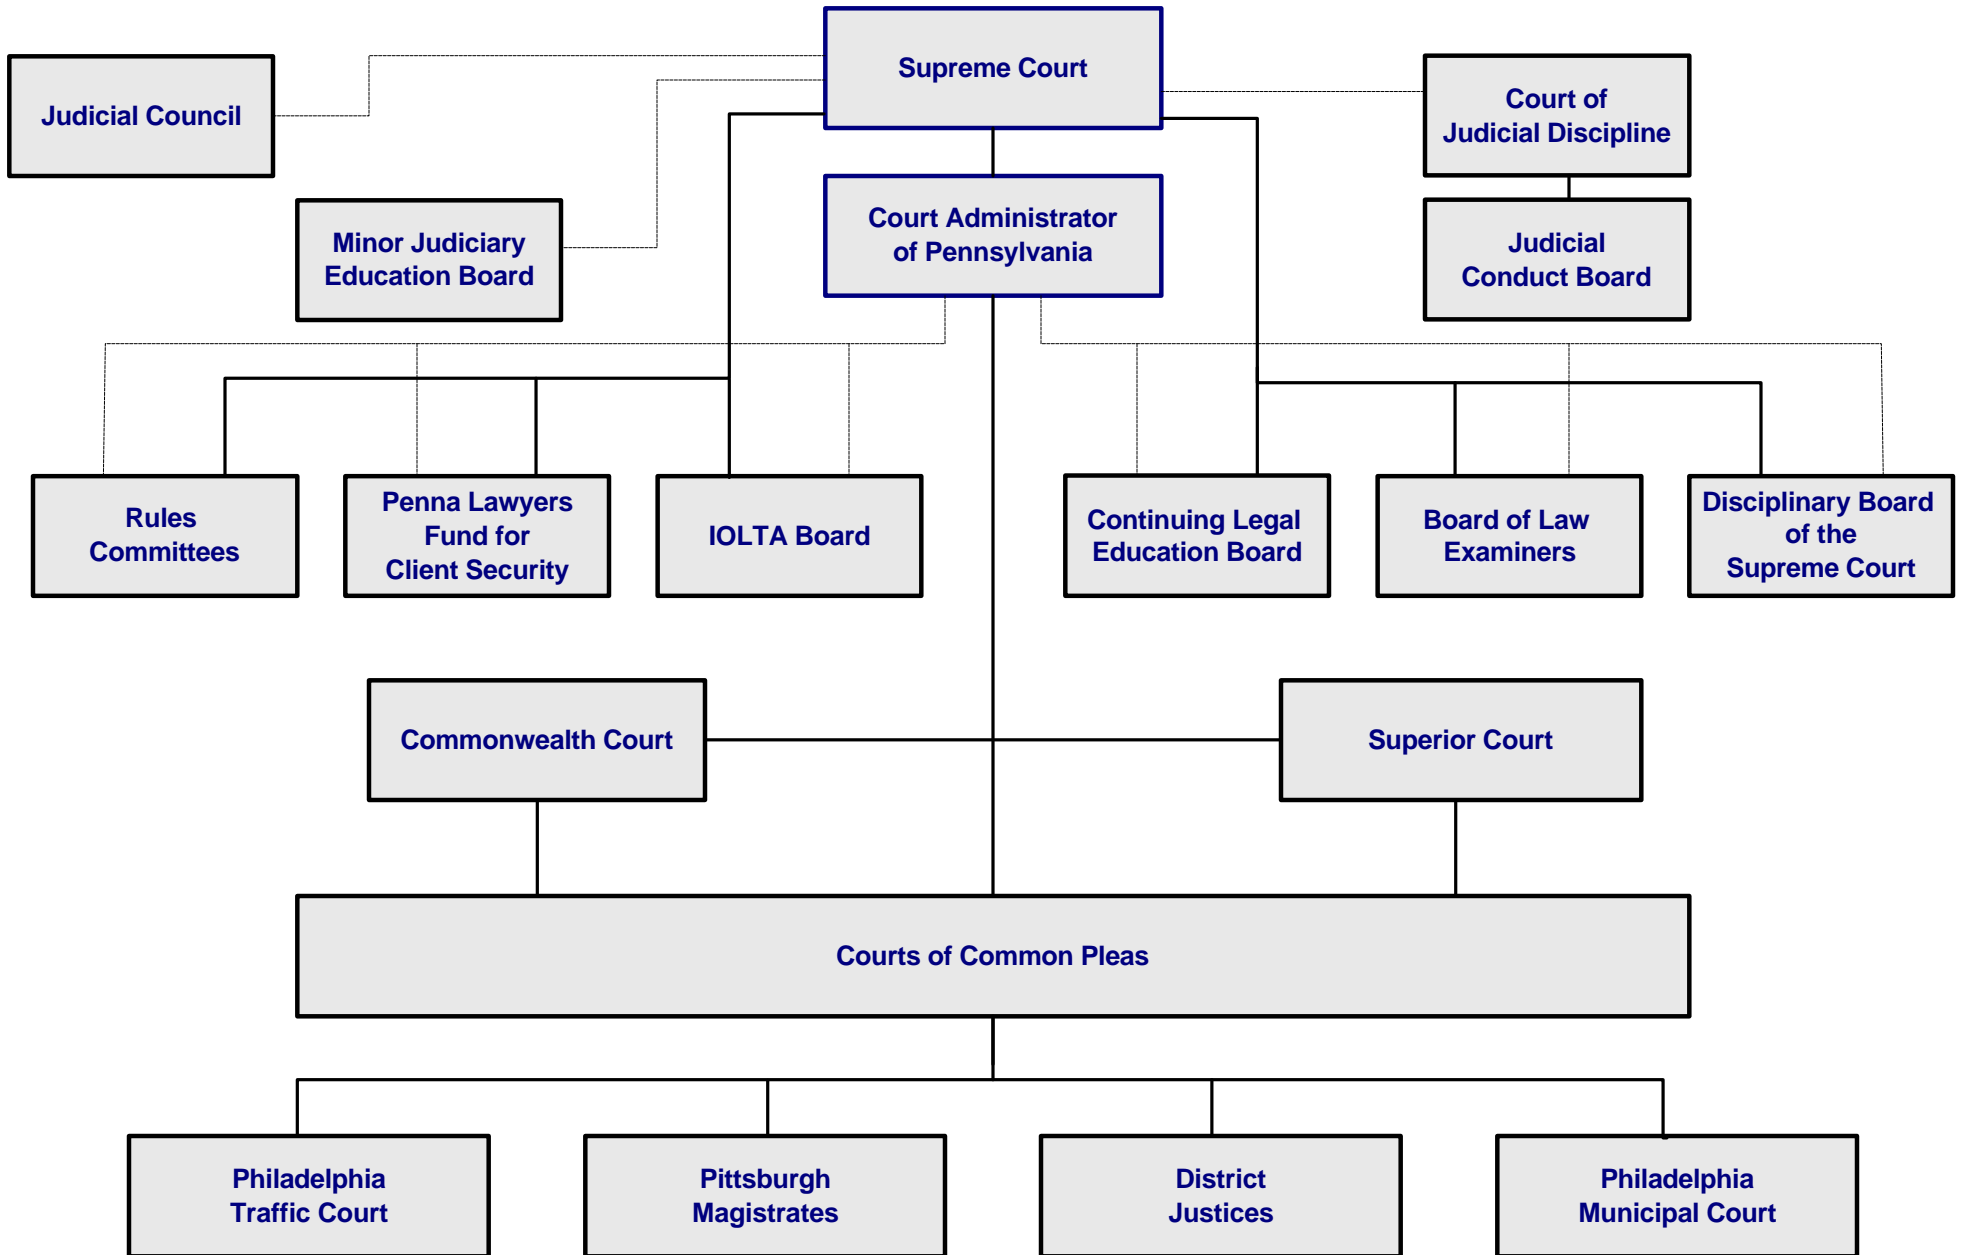 Supreme Court
Judicial Council
Court of
Judicial Discipline
Minor Judiciary
Education Board
Court Administrator
of Pennsylvania
Judicial
Conduct Board
Rules
Committees
Penna Lawyers
Fund for
Client Security
IOLTA Board
Continuing Legal
Education Board
Board of Law
Examiners
Disciplinary Board
of the
Supreme Court
Commonwealth Court
Superior Court
Courts of Common Pleas
Philadelphia
Traffic Court
Pittsburgh
Magistrates
District
Justices
Philadelphia
Municipal Court